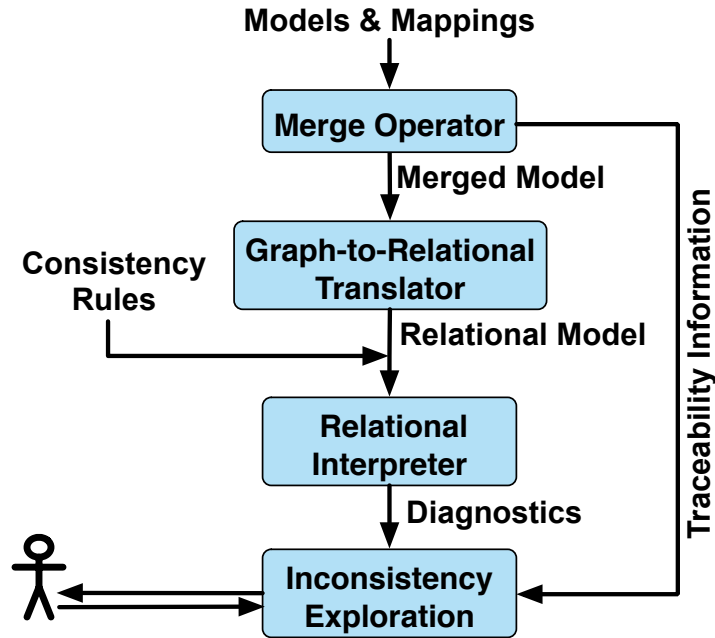 Models & Mappings
Merge Operator
Merged Model
Graph-to-Relational
Translator
Consistency
Rules
Relational Model
Traceability Information
Relational
Interpreter
Diagnostics
Inconsistency
Exploration